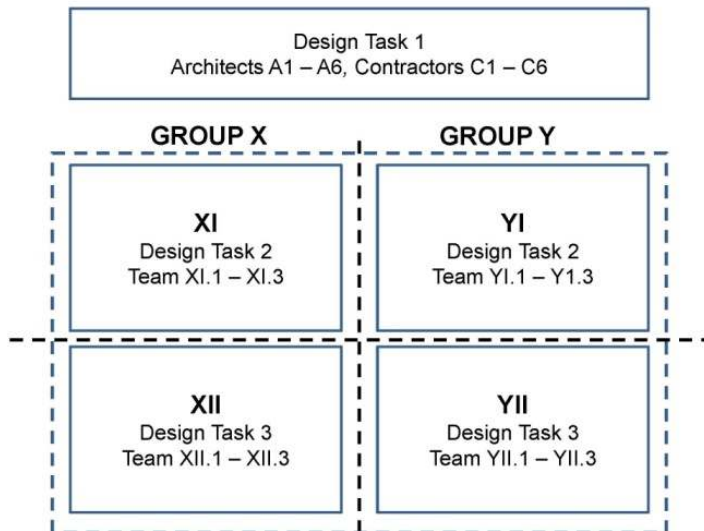 Design Task 1
Architects A1 – A6, Contractors C1 – C6
GROUP X
GROUP Y
XI
Design Task 2
Team XI.1 – XI.3
YI
Design Task 2
Team YI.1 – Y1.3
XII
Design Task 3
Team XII.1 – XII.3
YII
Design Task 3
Team YII.1 – YII.3